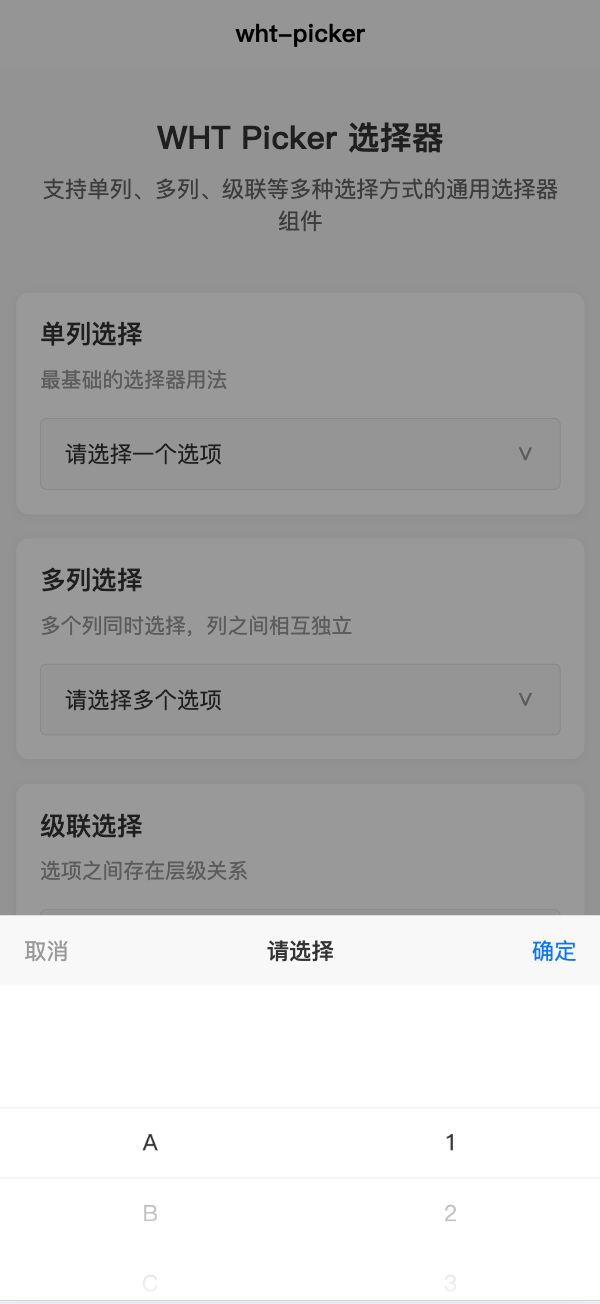 wht-picker
WHT Picker 选择器
支持单列、多列、级联等多种选择方式的通用选择器
组件
单列选择
最基础的选择器用法
请选择一个选项 V
多列选择
多个列同时选择，列之间相互独立
请选择多个选项 V
级联选择
选项之间存在层级关系
取消 请选择 确定
A 1
B 2
C 3